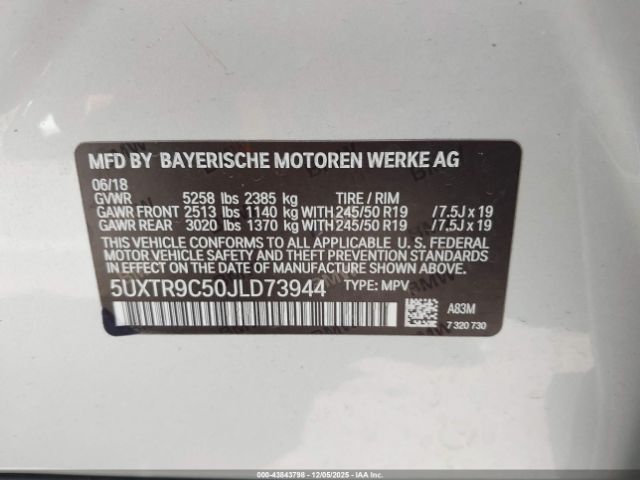 MFD BY BAYERISCHE MOTOREN WERKE AG
06/18
GVWR 5258 lbs 2385 kg TIRE / RIM
GAWR FRONT 2513 lbs 1140 kg WITH 245/50 R19 /7.5J x 19
GAWR REAR 3020 lbs 1370 kg WITH 245/50 R19 /7.5J x 19
THIS VEHICLE CONFORMS TO ALL APPLICABLE U. S. FEDERAL
MOTOR VEHICLE SAFETY BUMPER, AND THEFT PREVENTION STANDARDS
IN EFFECT ON THE DATE OF MANUFACTURE SHOWN ABOVE.
5UXTR9C50JLD73944 TYPE: MPV
A83M
7 320 730
000-43843798 - 12/05/2025 - IAA Inc.